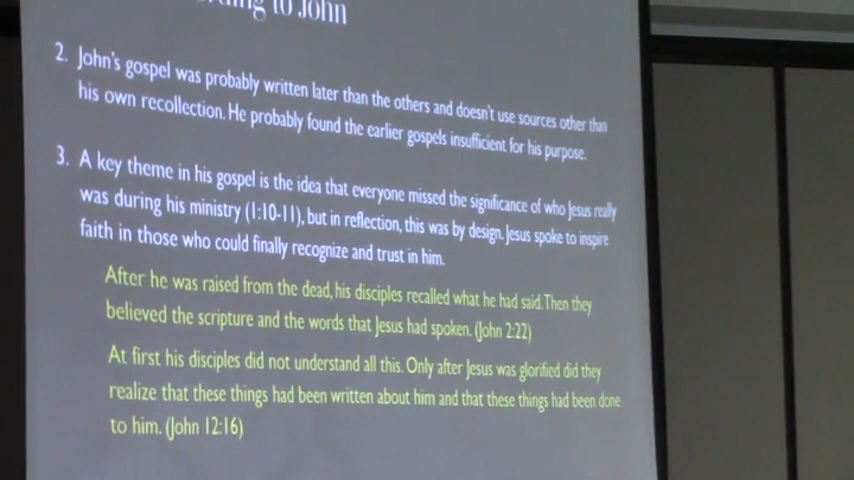 to John
2. John's gospel was probably written later than the others and doesn't use sources other than
his own recollection. He probably found the earlier gospels insufficient for his purpose.
3. A key theme in his gospel is the idea that everyone missed the significance of who Jesus really
was during his ministry (1:10-11), but in reflection, this was by design. Jesus spoke to inspire
faith in those who could finally recognize and trust in him.
After he was raised from the dead, his disciples recalled what he had said. Then they
believed the scripture and the words that Jesus had spoken. (John 2:22)
At first his disciples did not understand all this. Only after Jesus was glorified did they
realize that these things had been written about him and that these things had been done
to him. (John 12:16)